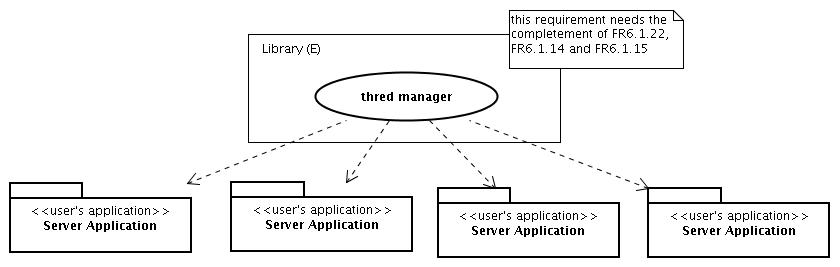 this requirement needs the
completement of FR6.1.22,
FR6.1.14 and FR6.1.15
Library (E)
thred manager
<<user's application>>
Server Application
<<user's application>>
Server Application
<<user's application>>
Server Application
<<user's application>>
Server Application